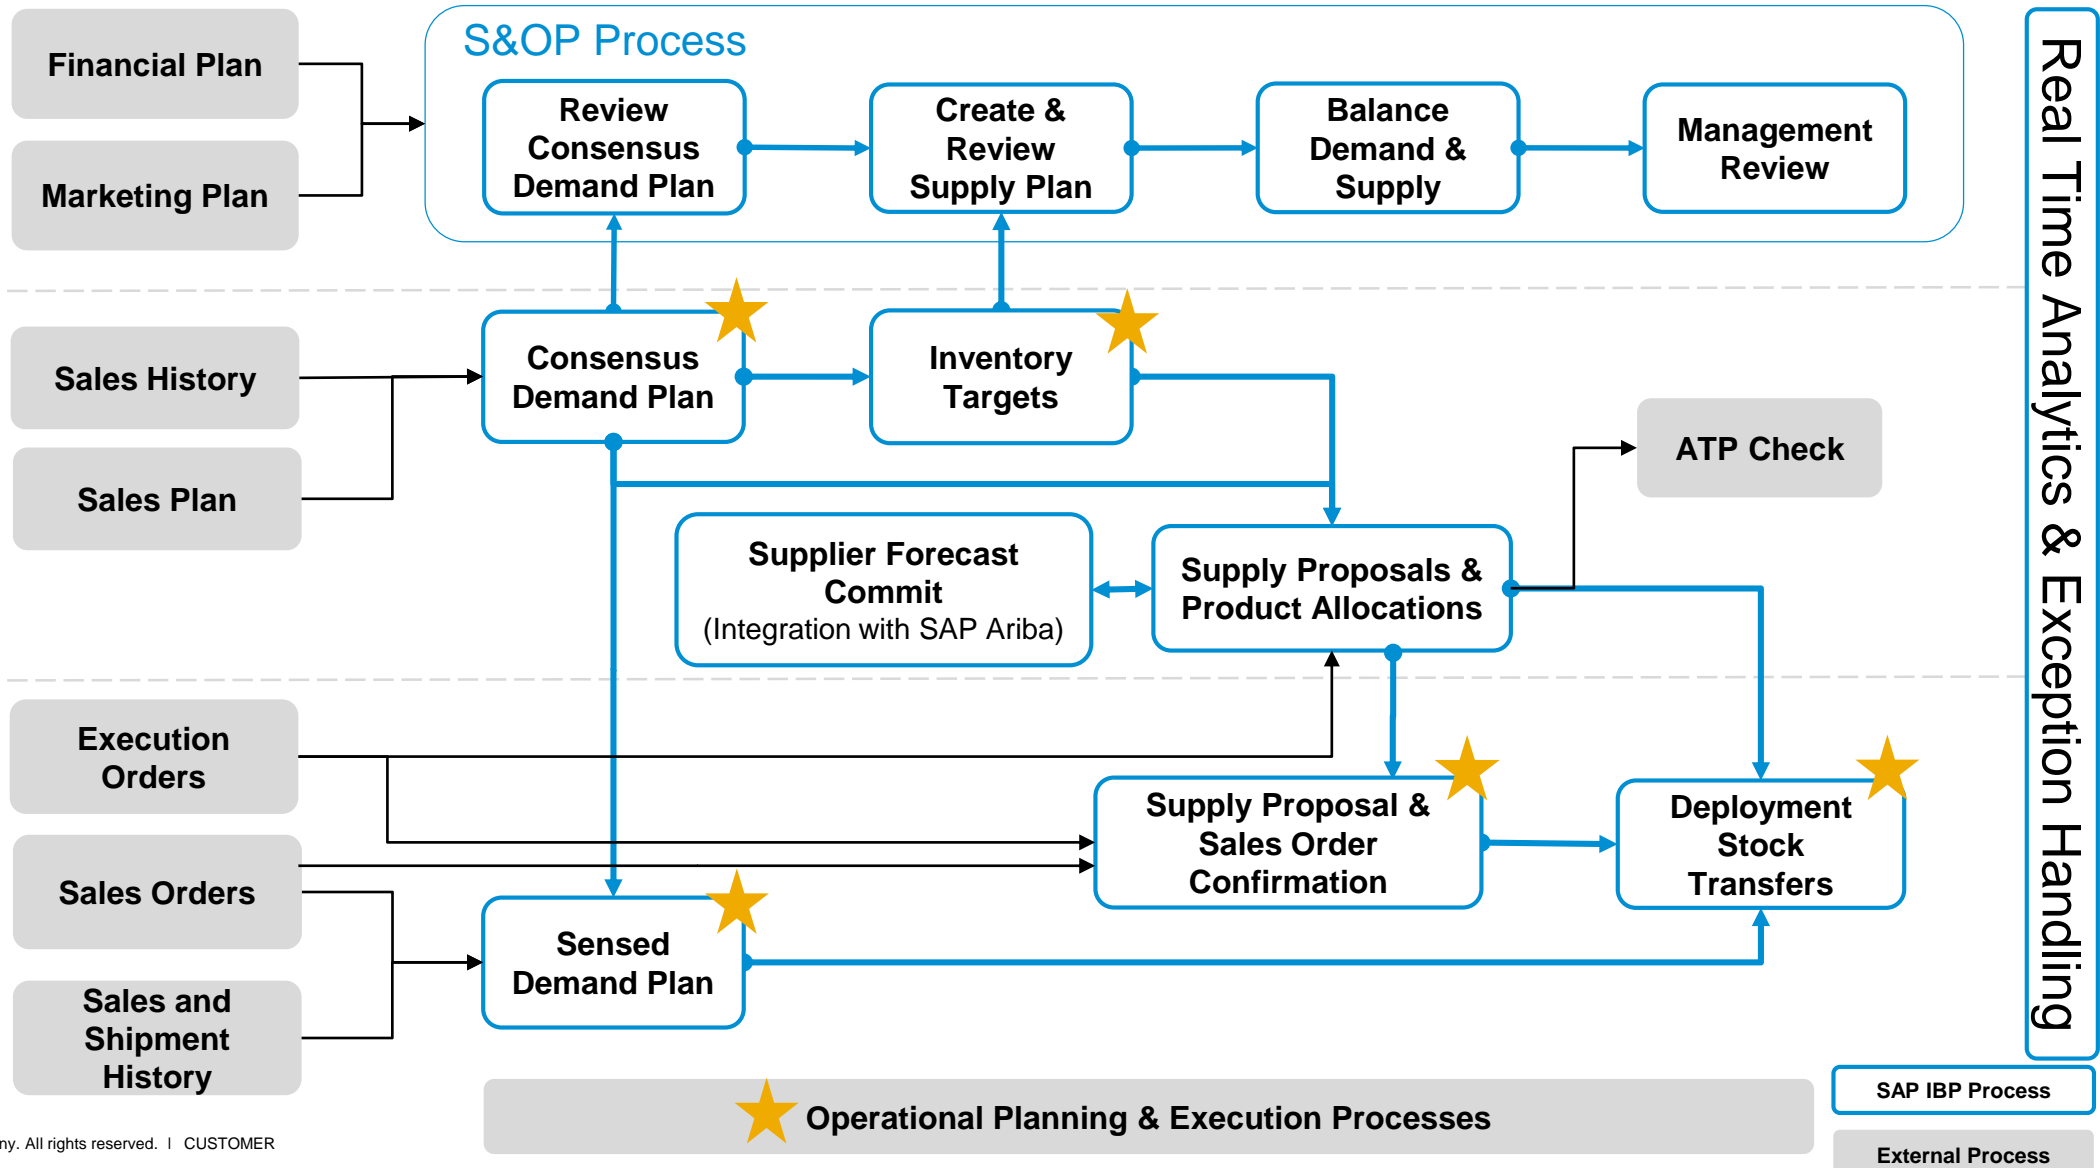 S&OP Process
Financial Plan
Marketing Plan
Review
Consensus
Demand Plan
Create &
Review
Supply Plan
Balance
Demand &
Supply
Management
Review
Real Time Analytics & Exception Handling
Sales History
Sales Plan
Consensus
Demand Plan
Inventory
Targets
ATP Check
Supplier Forecast
Commit
(Integration with SAP Ariba)
Supply Proposals &
Product Allocations
Execution
Orders
Sales Orders
Sales and
Shipment
History
Supply Proposal &
Sales Order
Confirmation
Deployment
Stock
Transfers
Sensed
Demand Plan
Operational Planning & Execution Processes
SAP IBP Process
External Process
ny. All rights reserved. ǀ CUSTOMER